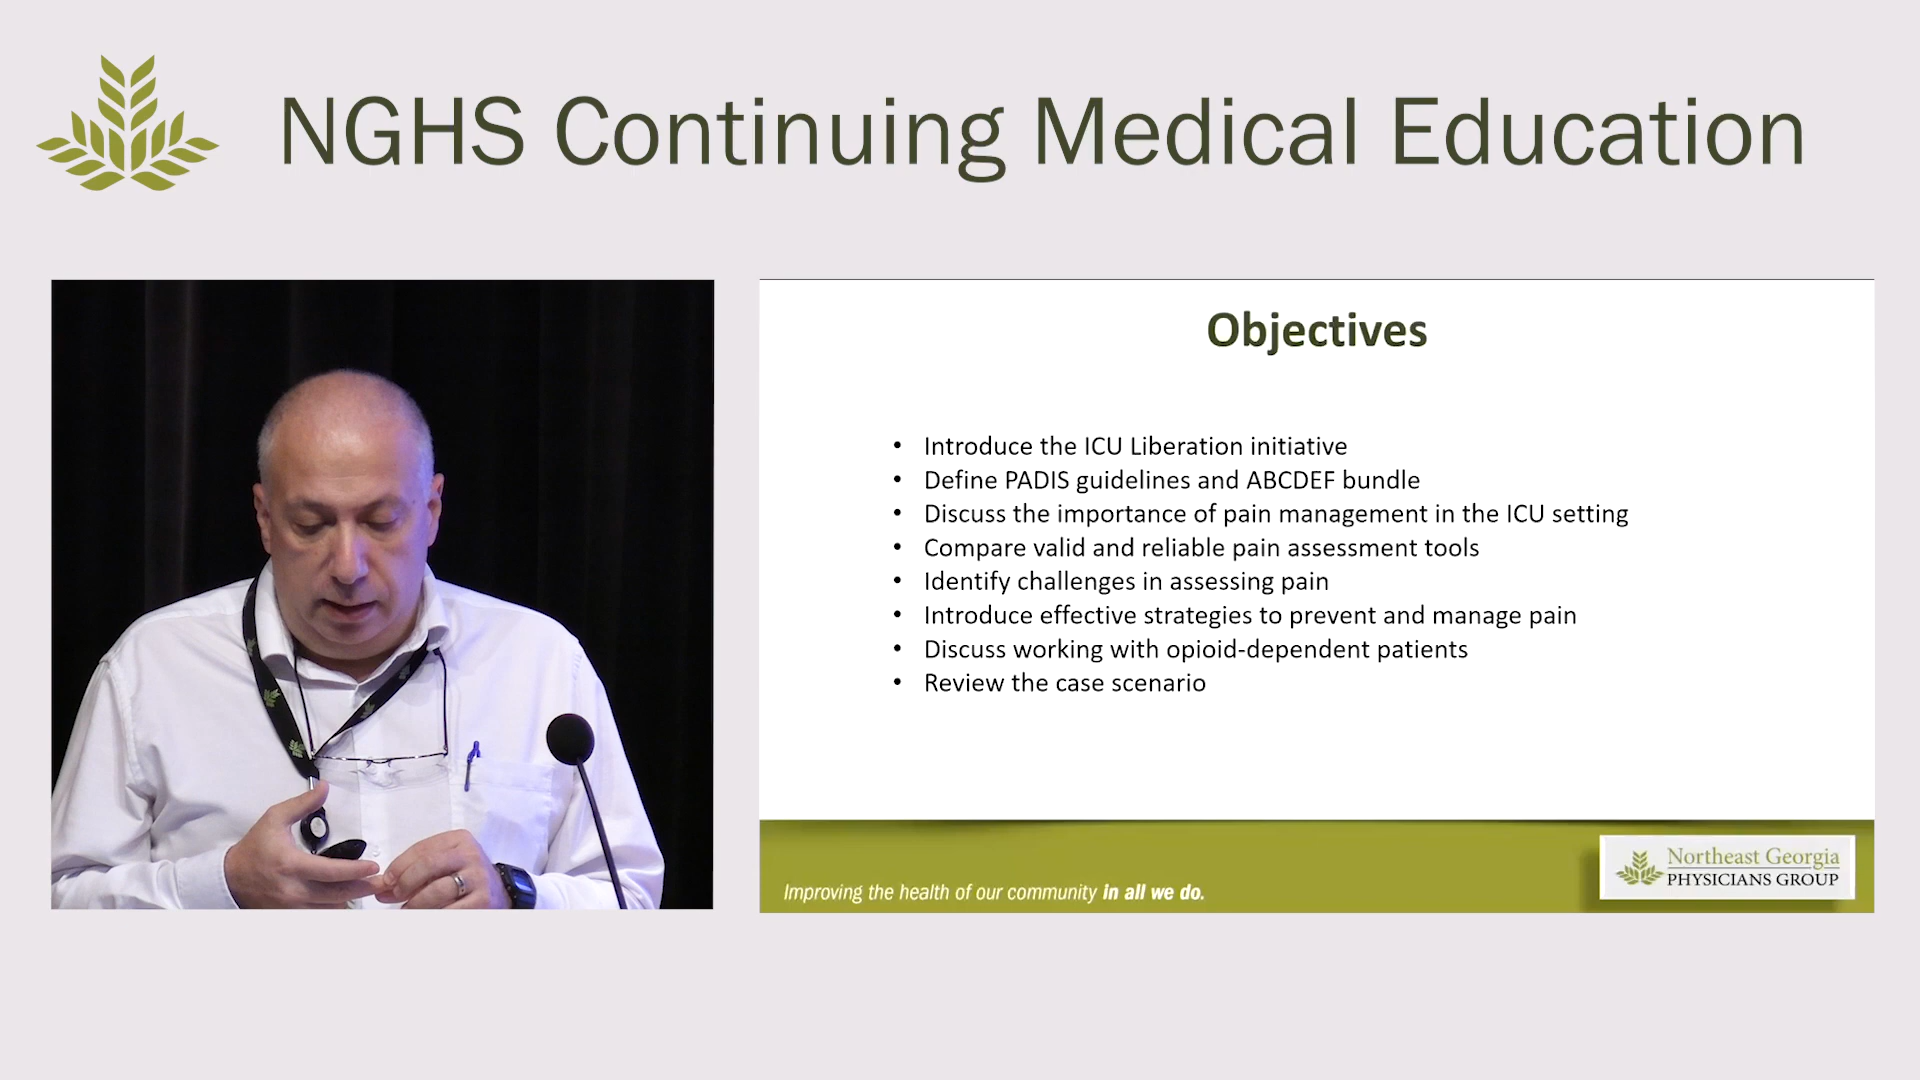 NGHS Continuing Medical Education
Objectives
• Introduce the ICU Liberation initiative
• Define PADIS guidelines and ABCDEF bundle
• Discuss the importance of pain management in the ICU setting
• Compare valid and reliable pain assessment tools
• Identify challenges in assessing pain
• Introduce effective strategies to prevent and manage pain
• Discuss working with opioid-dependent patients
• Review the case scenario
Improving the health of our community in all we do.
Northeast Georgia
PHYSICIANS GROUP